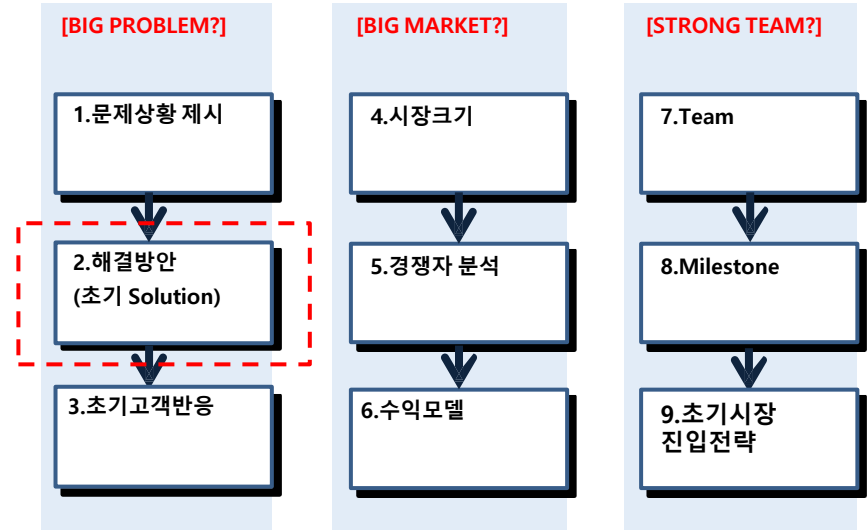 [BIG PROBLEM?]
1.문제상황 제시
2.해결방안
(초기 Solution)
3.초기고객반응
[BIG MARKET?]
4.시장크기
5.경쟁자 분석
6.수익모델
[STRONG TEAM?]
7.Team
8.Milestone
9.초기시장
진입전략